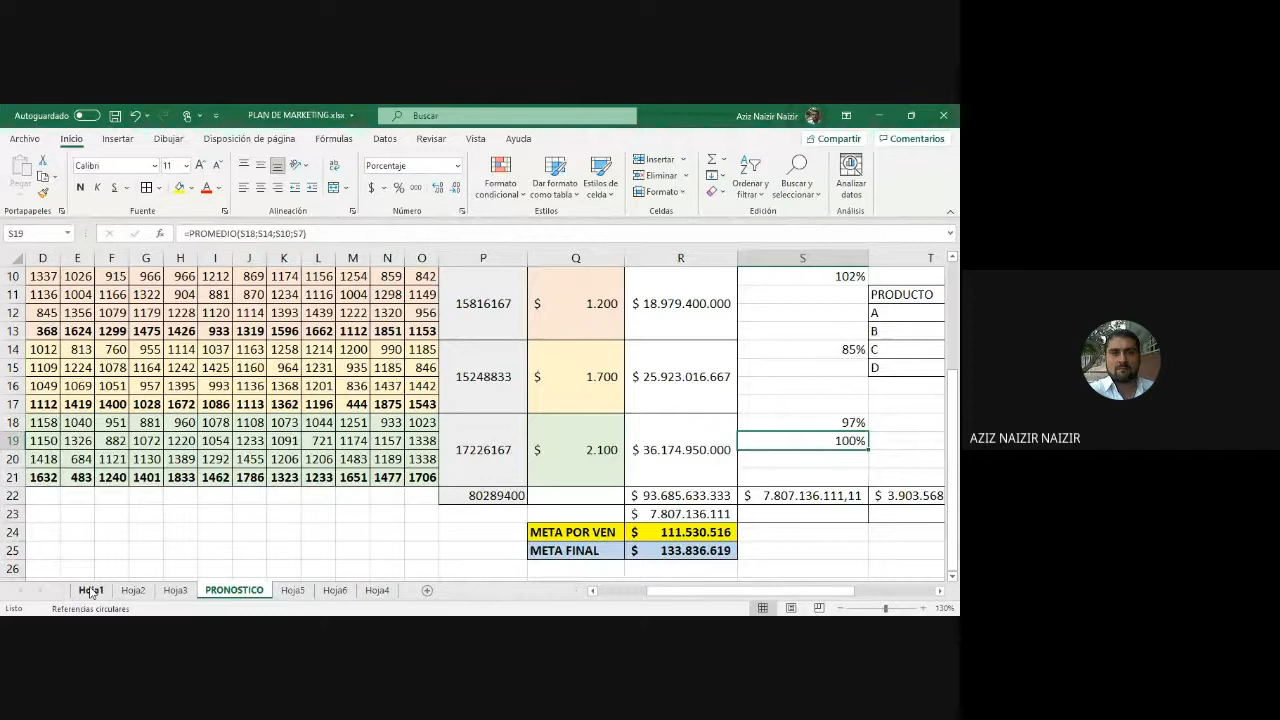 Autoguardado PLAN DE MARKETING.xlsx Buscar Aziz Naizir Naizir
Archivo Inicio Insertar Dibujar Disposición de página Fórmulas Datos Revisar Vista Ayuda Compartir Comentarios
Pegar Calibri 11 Porcentaje Formato condicional Dar formato como tabla Estilos de celda Insertar Eliminar Formato Ordenar y filtrar Buscar y seleccionar Analizar datos
N K S $ % 000
Portapapeles Fuente Alineación Número Estilos Celdas Edición Análisis
S19 fx =PROMEDIO(S18;S14;S10;S7)
D E F G H I J K L M N O P Q R S T
10 1337 1026 915 966 966 1212 869 1174 1156 1254 859 842 102%
11 1136 1004 1166 1322 904 881 870 1234 1116 1004 1298 1149 15816167 $ 1.200 $ 18.979.400.000 PRODUCTO
12 845 1356 1079 1179 1228 1120 1114 1393 1439 1222 1320 956 A
13 368 1624 1299 1475 1426 933 1319 1596 1662 1112 1851 1153 B
14 1012 813 760 955 1114 1037 1163 1258 1214 1200 990 1185 85% C
15 1109 1224 1078 1164 1242 1425 1160 964 1231 935 1185 846 15248833 $ 1.700 $ 25.923.016.667 D
16 1049 1069 1051 957 1395 993 1136 1368 1201 836 1437 1442
17 1112 1419 1400 1028 1672 1086 1113 1362 1196 444 1875 1543
18 1158 1040 951 881 960 1078 1108 1073 1044 1251 933 1023 97%
19 1150 1326 882 1072 1220 1054 1233 1091 721 1174 1157 1338 17226167 $ 2.100 $ 36.174.950.000 100%
20 1418 684 1121 1130 1389 1292 1455 1206 1206 1483 1189 1338
21 1632 483 1240 1401 1833 1462 1786 1323 1233 1651 1477 1706
22 80289400 $ 93.685.633.333 $ 7.807.136.111,11 $ 3.903.568
23 $ 7.807.136.111
24 META POR VEN $ 111.530.516
25 META FINAL $ 133.836.619
26
Hoja1 Hoja2 Hoja3 PRONOSTICO Hoja5 Hoja6 Hoja4
Listo Referencias circulares 130%
AZIZ NAIZIR NAIZIR